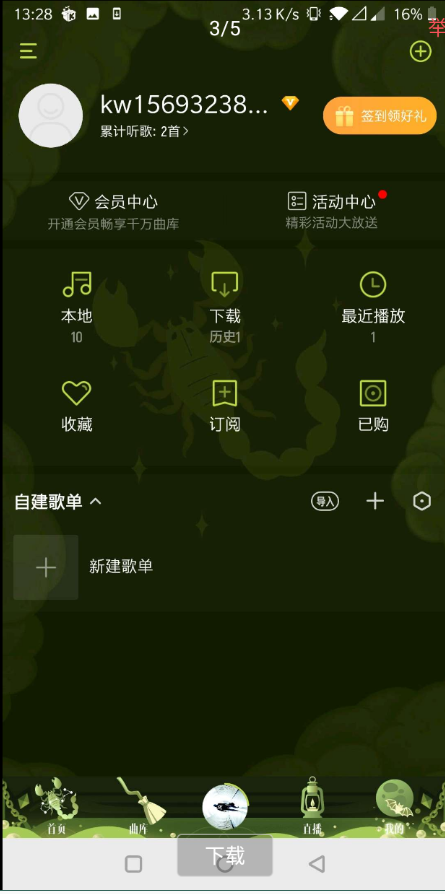 13:28 3.13 K/s 16%
3/5
举
kw15693238...
累计听歌: 2首>
签到领好礼
会员中心
开通会员畅享千万曲库
活动中心
精彩活动大放送
本地
10
下载
历史1
最近播放
1
收藏
订阅
已购
自建歌单
导入
新建歌单
首页
曲库
直播
我的
下载